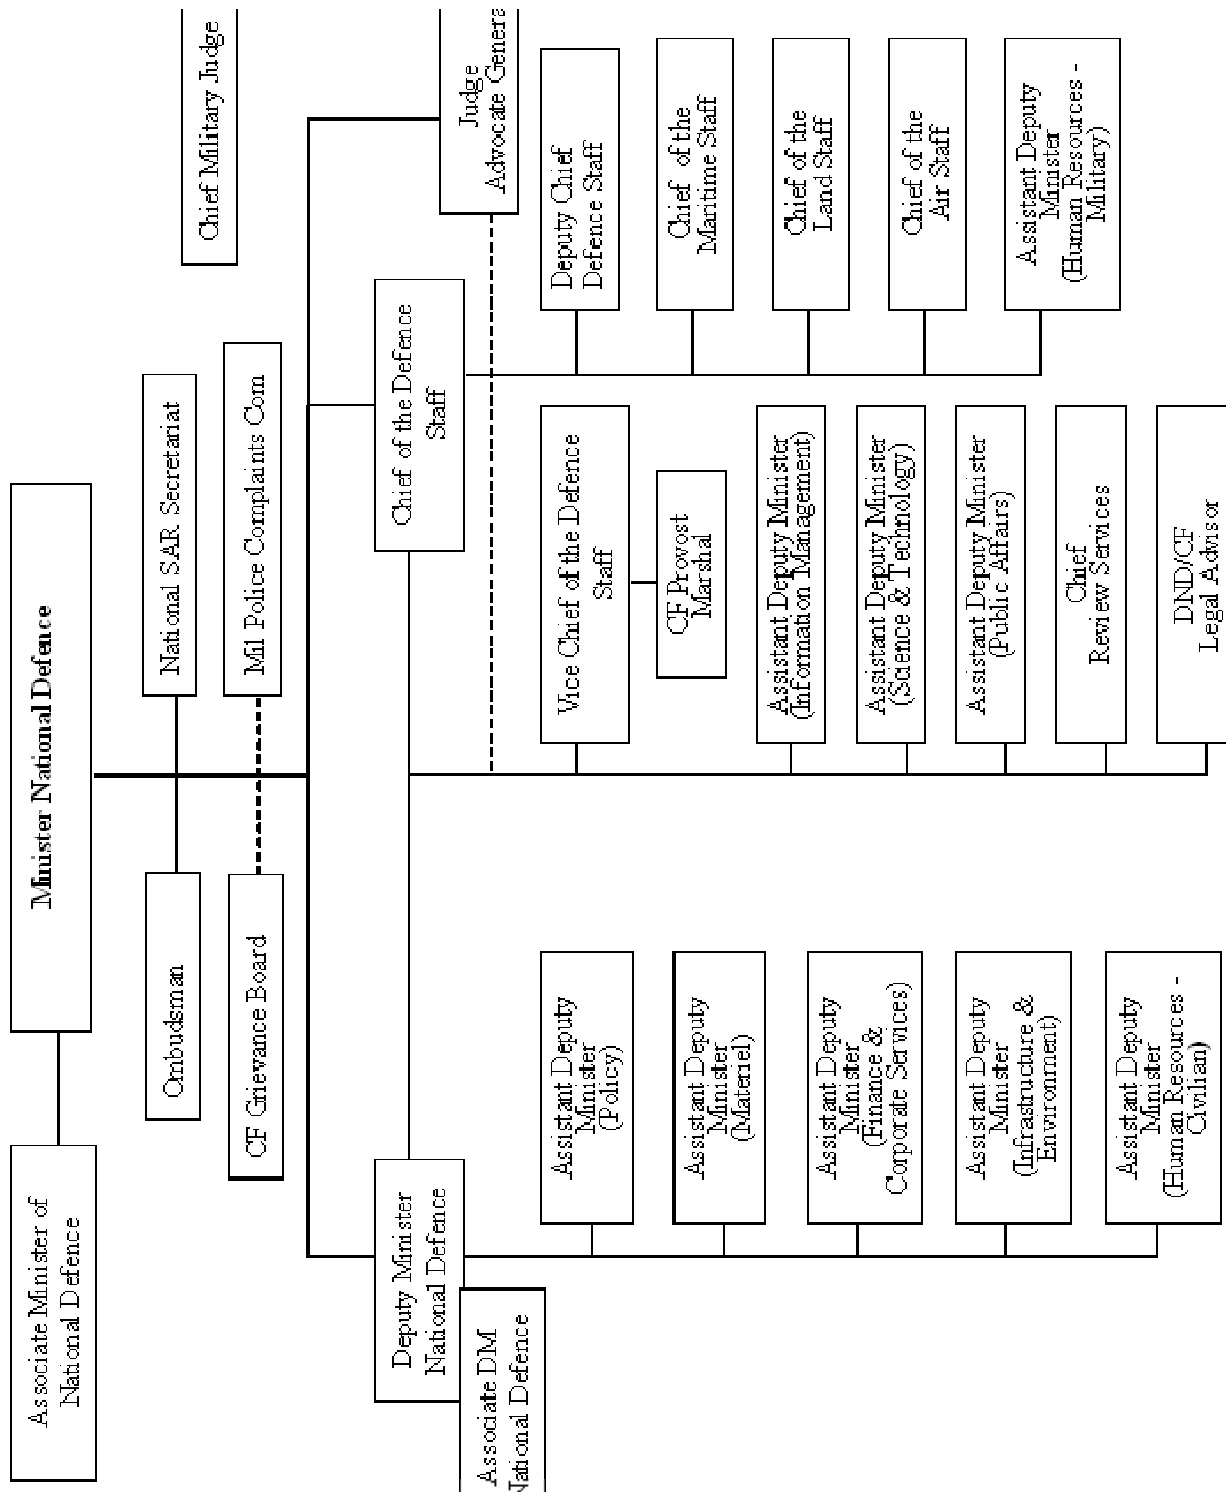 Minister National Defence
Associate Minister of
National Defence
Ombudsman
National SAR Secretariat
Chief Military Judge
CF Grievance Board
Mil Police Complaints Com
Deputy Minister
National Defence
Chief of the Defence
Staff
Judge
Advocate Genera
Associate DM
National Defence
Assistant Deputy
Minister
(Policy)
Assistant Deputy
Minister
(Materiel)
Assistant Deputy
Minister
(Finance &
Corporate Services)
Assistant Deputy
Minister
(Infrastructure &
Environment)
Assistant Deputy
Minister
(Human Resources -
Civilian)
Vice Chief of the Defence
Staff
CF Provost
Marshal
Assistant Deputy Minister
(Information Management)
Assistant Deputy Minister
(Science & Technology)
Assistant Deputy Minister
(Public Affairs)
Chief
Review Services
DND/CF
Legal Advisor
Deputy Chief
Defence Staff
Chief of the
Maritime Staff
Chief of the
Land Staff
Chief of the
Air Staff
Assistant Deputy
Minister
(Human Resources -
Military)